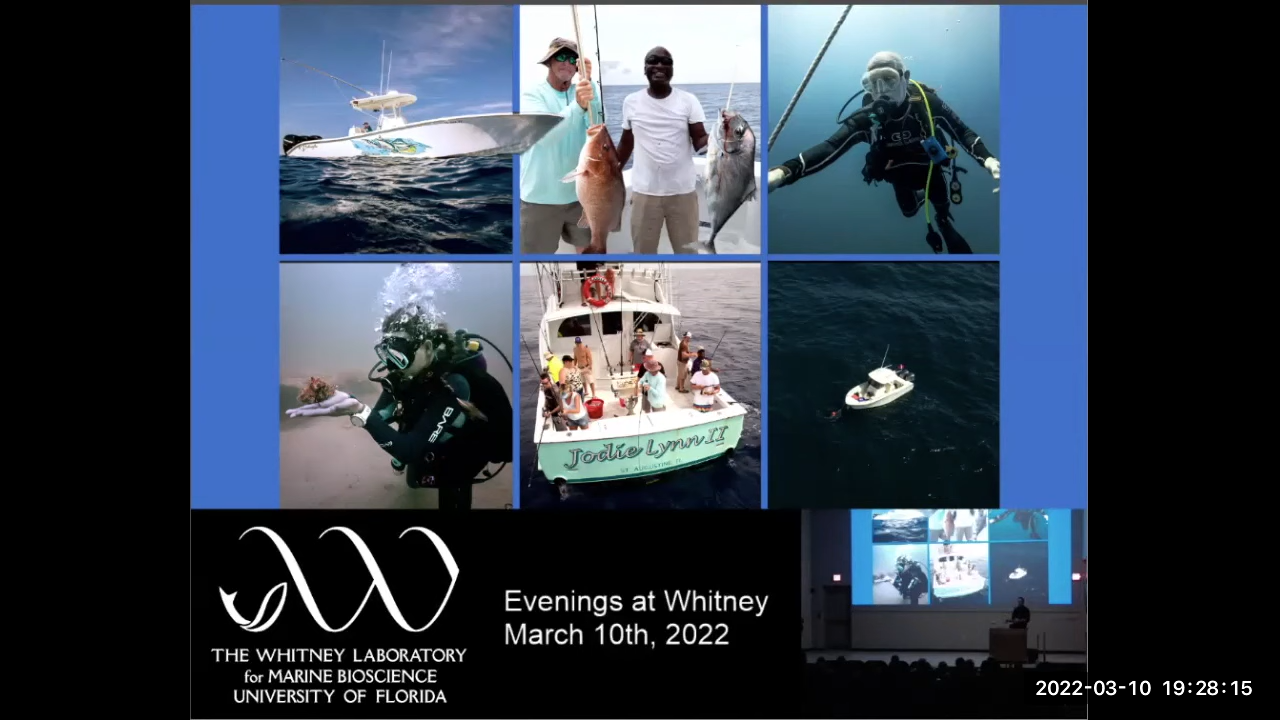 BARE
Jodie Lynn II
ST. AUGUSTINE, FL
THE WHITNEY LABORATORY
for MARINE BIOSCIENCE
UNIVERSITY OF FLORIDA
Evenings at Whitney
March 10th, 2022
2022-03-10 19:28:15